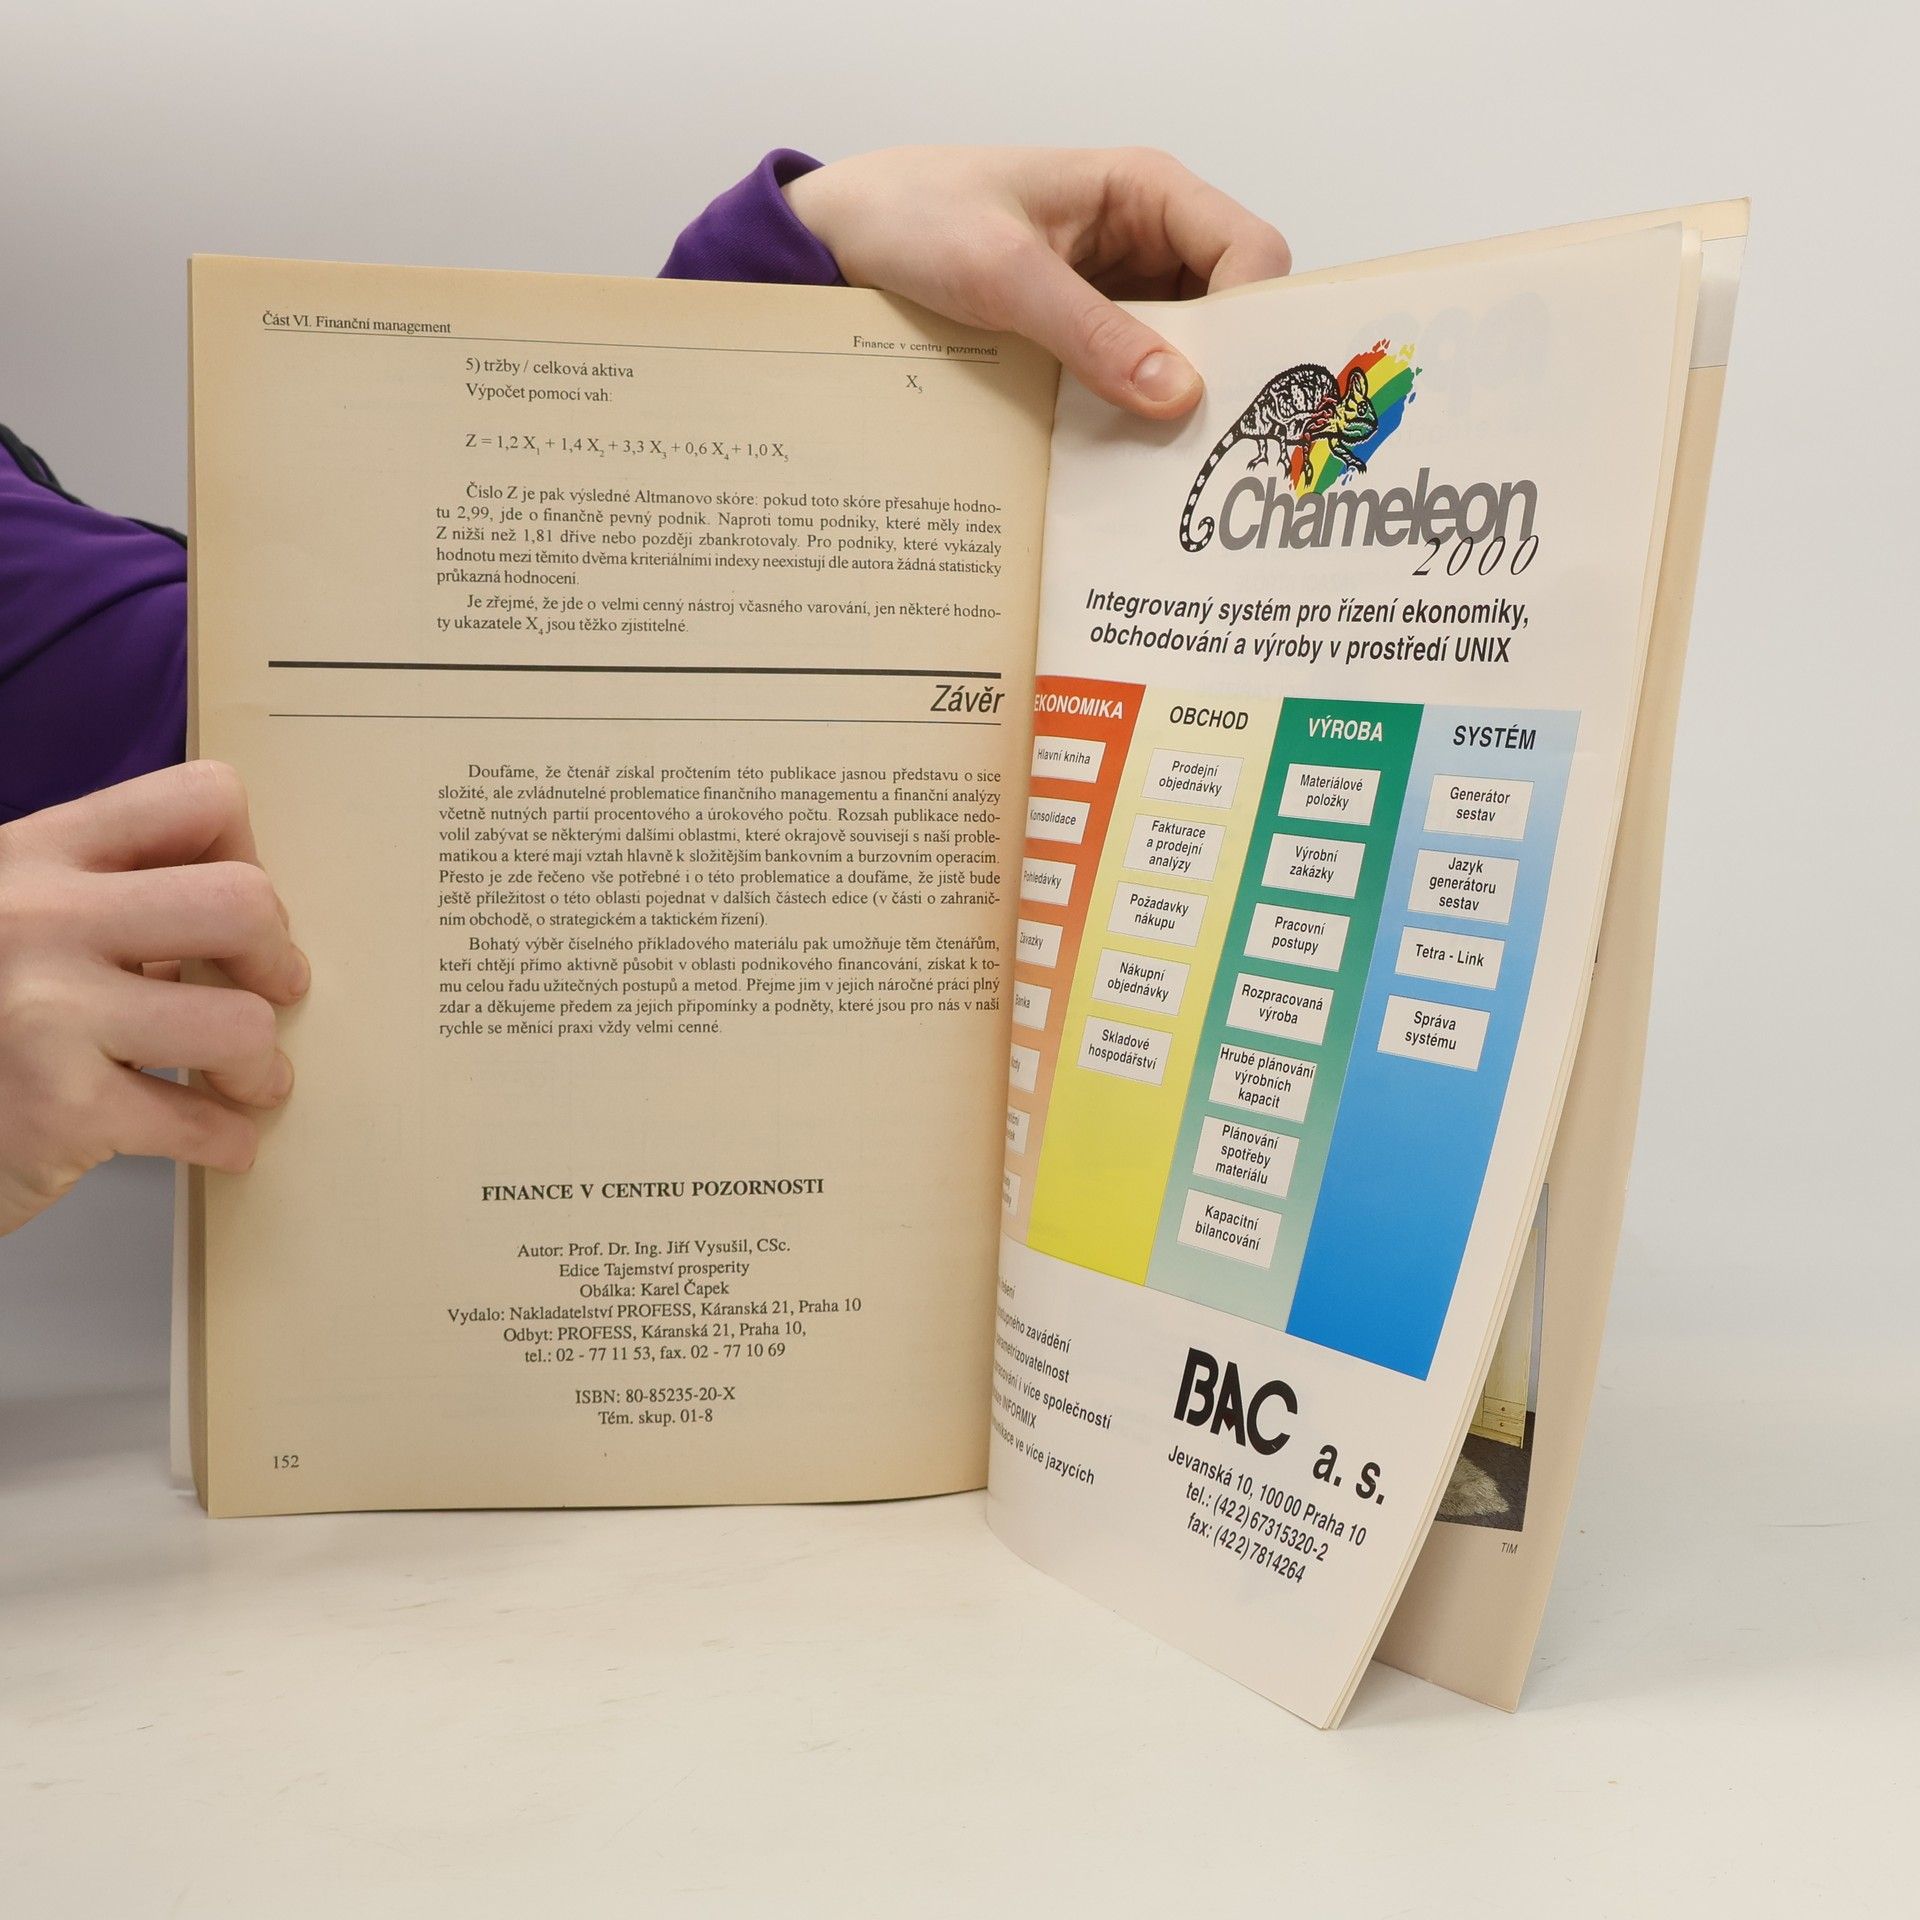 Část VI. Finanční management
Finance v centru pozornosti
5) tržby / celková aktiva X₅
Výpočet pomocí vah:
Z = 1,2 X₁ + 1,4 X₂ + 3,3 X₃ + 0,6 X₄ + 1,0 X₅
Číslo Z je pak výsledné Altmanovo skóre: pokud toto skóre přesahuje hodno-
tu 2,99, jde o finančně pevný podnik. Naproti tomu podniky, které měly index
Z nižší než 1,81 dříve nebo později zbankrotovaly. Pro podniky, které vykázaly
hodnotu mezi těmito dvěma kriteriálními indexy neexistují dle autora žádná statisticky
průkazná hodnocení.
Je zřejmé, že jde o velmi cenný nástroj včasného varování, jen některé hodno-
ty ukazatele X₄ jsou těžko zjistitelné.
Závěr
Doufáme, že čtenář získal pročtením této publikace jasnou představu o sice
složité, ale zvládnutelné problematice finančního managementu a finanční analýzy
včetně nutných partií procentového a úrokového počtu. Rozsah publikace nedo-
volil zabývat se některými dalšími oblastmi, které okrajově souvisejí s naší proble-
matikou a které mají vztah hlavně k složitějším bankovním a burzovním operacím.
Přesto je zde řečeno vše potřebné i o této problematice a doufáme, že jistě bude
ještě příležitost o této oblasti pojednat v dalších částech edice (v části o zahranič-
ním obchodě, o strategickém a taktickém řízení).
Bohatý výběr číselného příkladového materiálu pak umožňuje těm čtenářům,
kteří chtějí přímo aktivně působit v oblasti podnikového financování, získat k to-
mu celou řadu užitečných postupů a metod. Přejme jim v jejich náročné práci plný
zdar a děkujeme předem za jejich připomínky a podněty, které jsou pro nás v naší
rychle se měnící praxi vždy velmi cenné.
FINANCE V CENTRU POZORNOSTI
Autor: Prof. Dr. Ing. Jiří Vysušil, CSc.
Edice Tajemství prosperity
Obálka: Karel Čapek
Vydalo: Nakladatelství PROFESS, Káranská 21, Praha 10
Odbyt: PROFESS, Káranská 21, Praha 10,
tel.: 02 - 77 11 53, fax. 02 - 77 10 69
ISBN: 80-85235-20-X
Tém. skup. 01-8
152
Chameleon
2000
Integrovaný systém pro řízení ekonomiky,
obchodování a výroby v prostředí UNIX
EKONOMIKA
Hlavní kniha
Konsolidace
Pohledávky
Závazky
Banka
OBCHOD
Prodejní
objednávky
Fakturace
a prodejní
analýzy
Požadavky
nákupu
Nákupní
objednávky
Skladové
hospodářství
VÝROBA
Materiálové
položky
Výrobní
zakázky
Pracovní
postupy
Rozpracovaná
výroba
Hrubé plánování
výrobních
kapacit
Plánování
spotřeby
materiálu
Kapacitní
bilancování
SYSTÉM
Generátor
sestav
Jazyk
generátoru
sestav
Tetra - Link
Správa
systému
zavádění
i více společností
INFORMIX
ve více jazycích
BAC a. s.
Jevanská 10, 100 00 Praha 10
tel.: (42 2) 67315320-2
fax: (42 2) 7814264
TIM